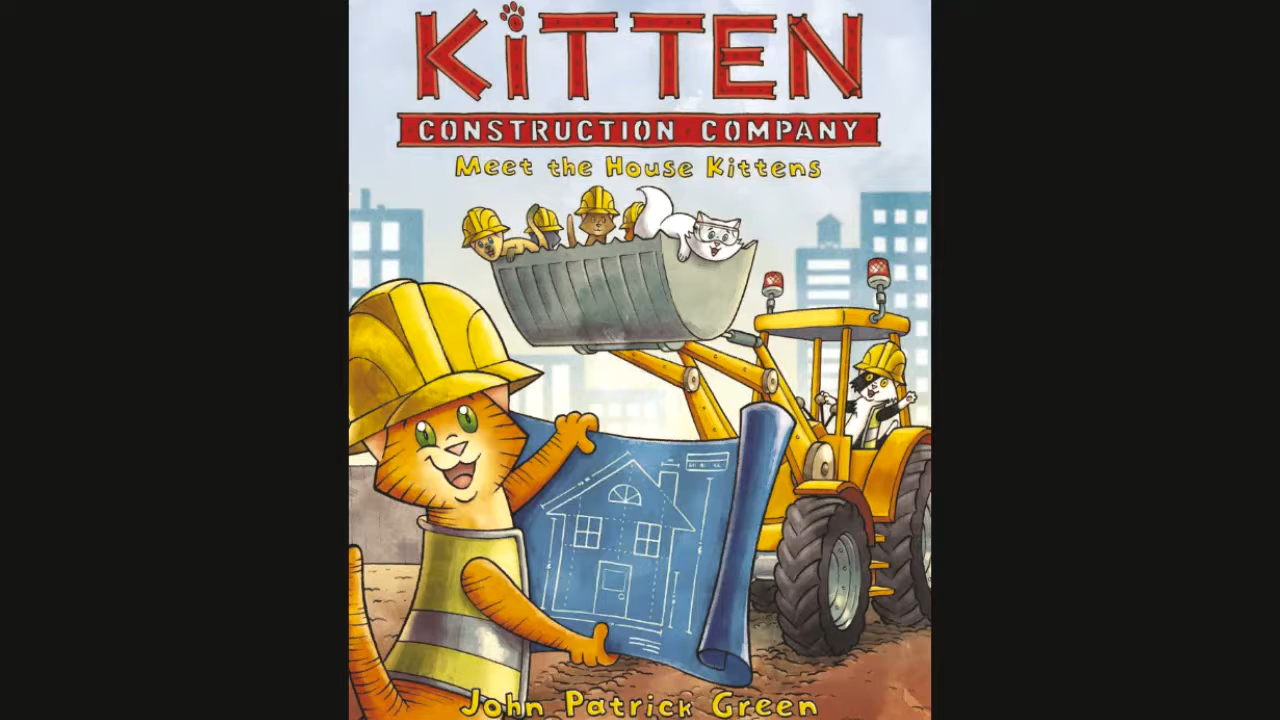 KiTTEN
CONSTRUCTION COMPANY
Meet the House Kittens
John Patrick Green